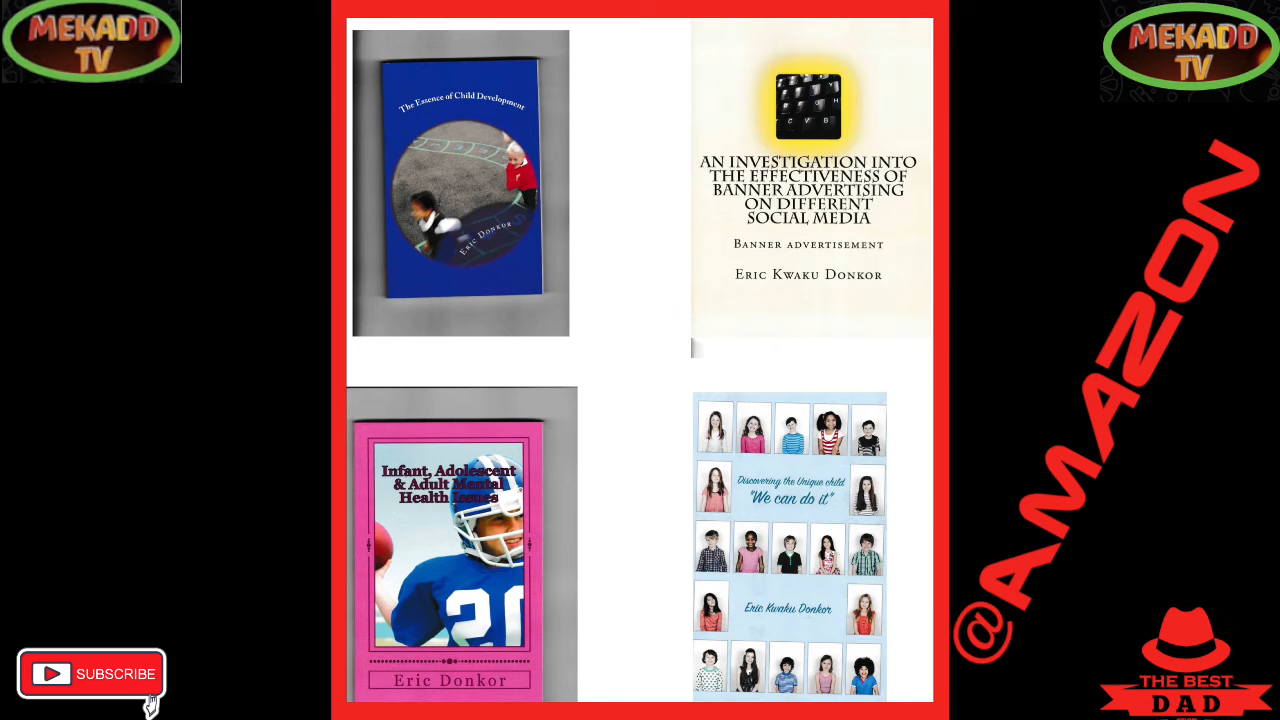 MEKADD
TV
MEKADD
TV
The Essence of Child Development
Eric Donkor
Y
G H
C V B
AN INVESTIGATION INTO
THE EFFECTIVENESS OF
BANNER ADVERTISING
ON DIFFERENT
SOCIAL MEDIA
Banner advertisement
Eric Kwaku Donkor
Infant, Adolescent
& Adult Mental
Health Issues
20
Eric Donkor
Discovering the Unique child
"We can do it"
Eric Kwaku Donkor
@AMAZON
SUBSCRIBE
THE BEST
DAD